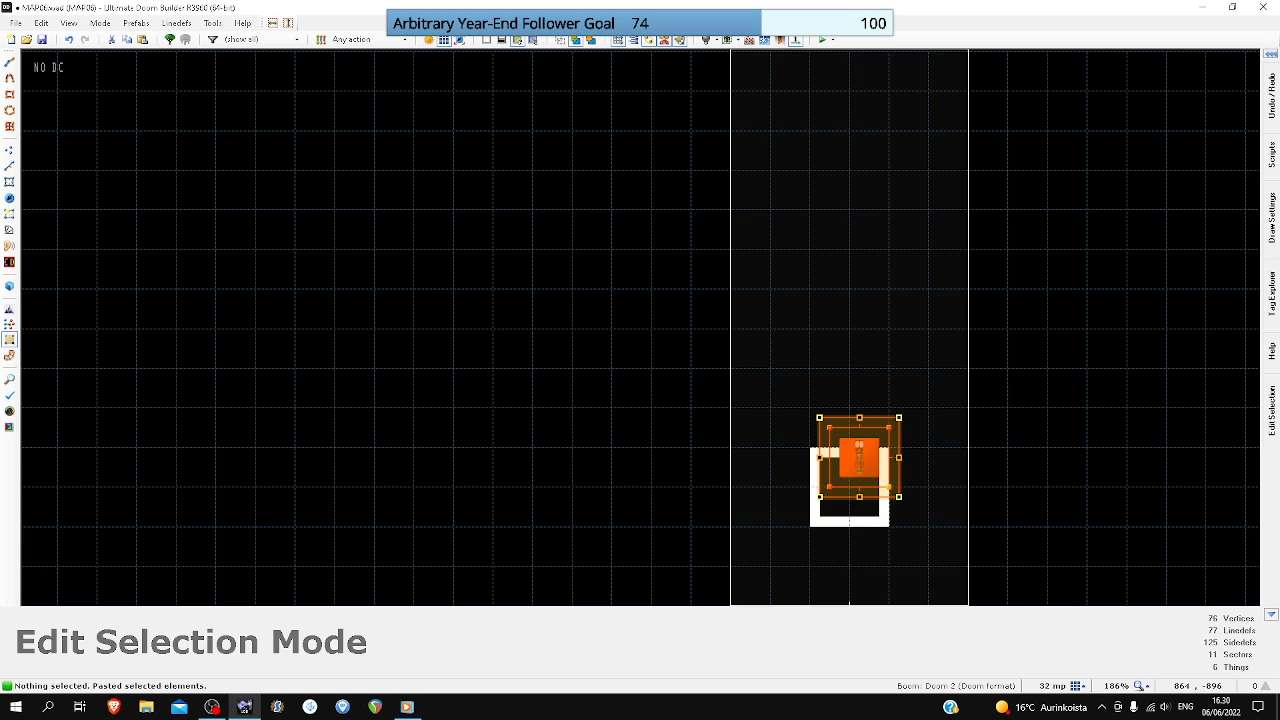 MAP06.wad (MAP06) - Ultimate Doom Builder R3960 (64-bit)
Arbitrary Year-End Follower Goal 74 100
File Edit View Mode Prefabs Linedefs Tools Help
(show all) Any action
NO DC
Undo / Redo
Scripts
Draw Settings
Tag Explorer
Help
Edit Selection
Edit Selection Mode
76 Vertices
77 Linedefs
125 Sidedefs
11 Sectors
6 Things
Nothing selected. Pasted selected elements.
Boom: Doom 2 (Doom format) 32 mp 186% 864 , -896 0
16°C Aurinkoista ENG 16.30
06/06/2022